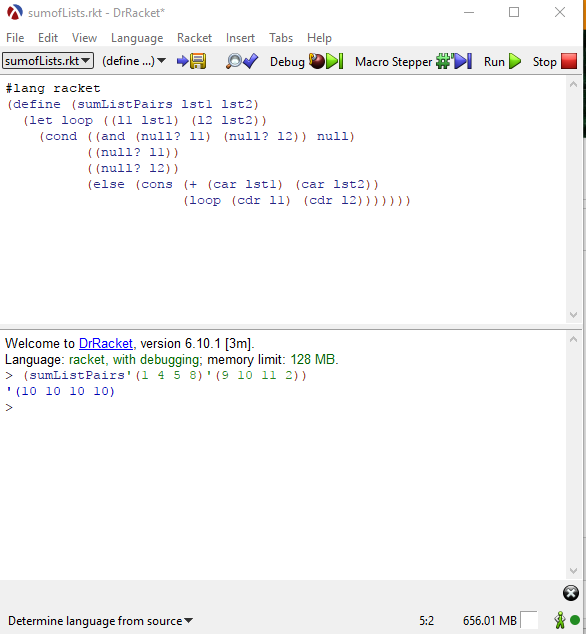 sumofLists.rkt - DrRacket*
File Edit View Language Racket Insert Tabs Help
sumofLists.rkt (define ...) Debug Macro Stepper Run Stop
#lang racket
(define (sumListPairs lst1 lst2)
  (let loop ((l1 lst1) (l2 lst2))
    (cond ((and (null? l1) (null? l2)) null)
          ((null? l1))
          ((null? l2))
          (else (cons (+ (car lst1) (car lst2))
                      (loop (cdr l1) (cdr l2)))))))
Welcome to DrRacket, version 6.10.1 [3m].
Language: racket, with debugging; memory limit: 128 MB.
> (sumListPairs'(1 4 5 8)'(9 10 11 2))
'(10 10 10 10)
>
Determine language from source 5:2 656.01 MB